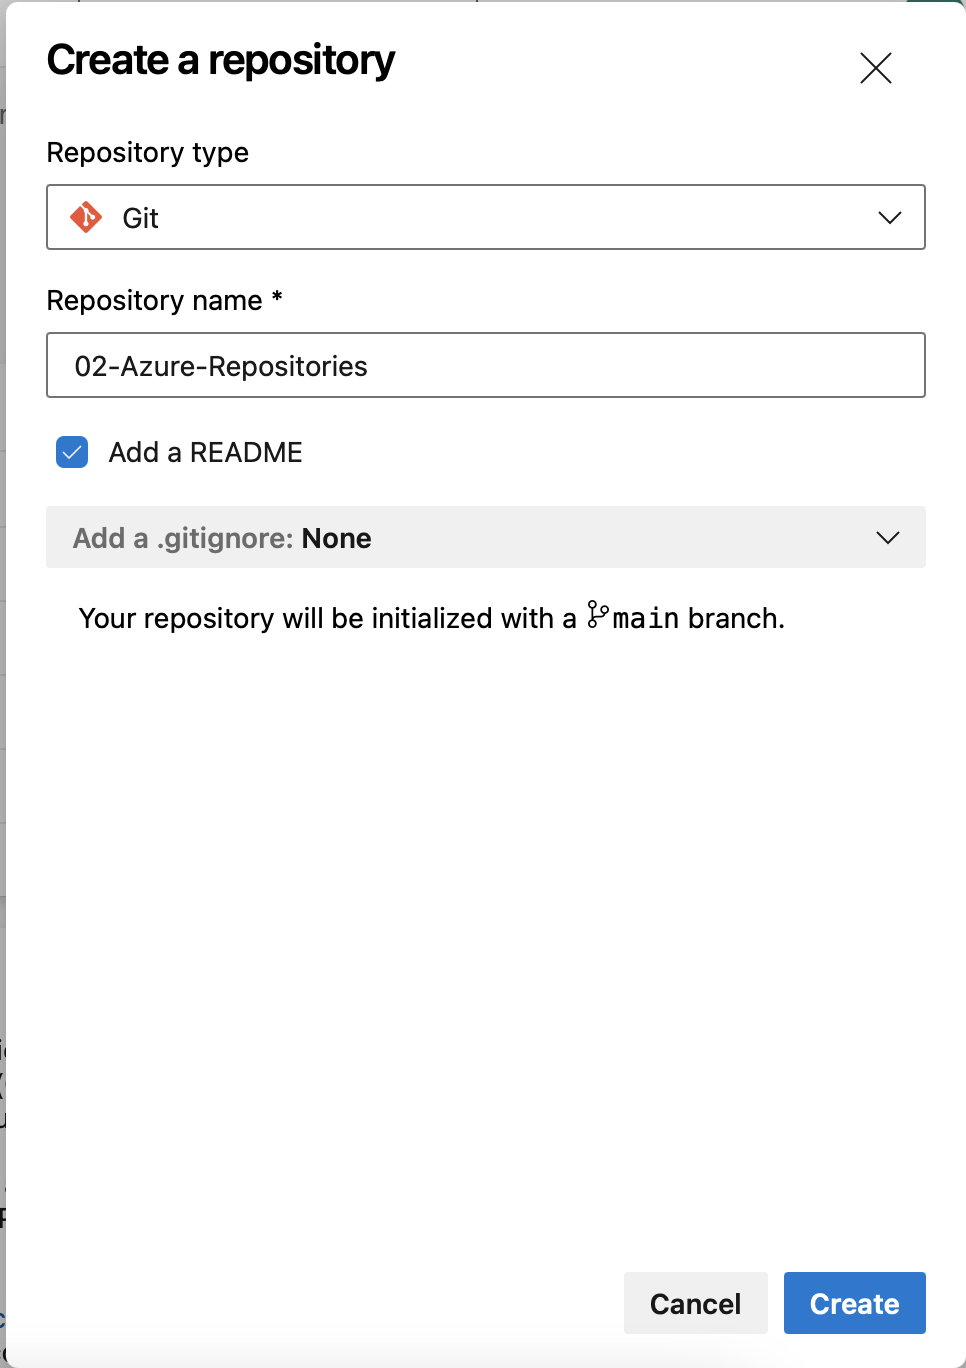 Create a repository
Repository type
Git
Repository name *
02-Azure-Repositories
Add a README
Add a .gitignore: None
Your repository will be initialized with a main branch.
Cancel
Create